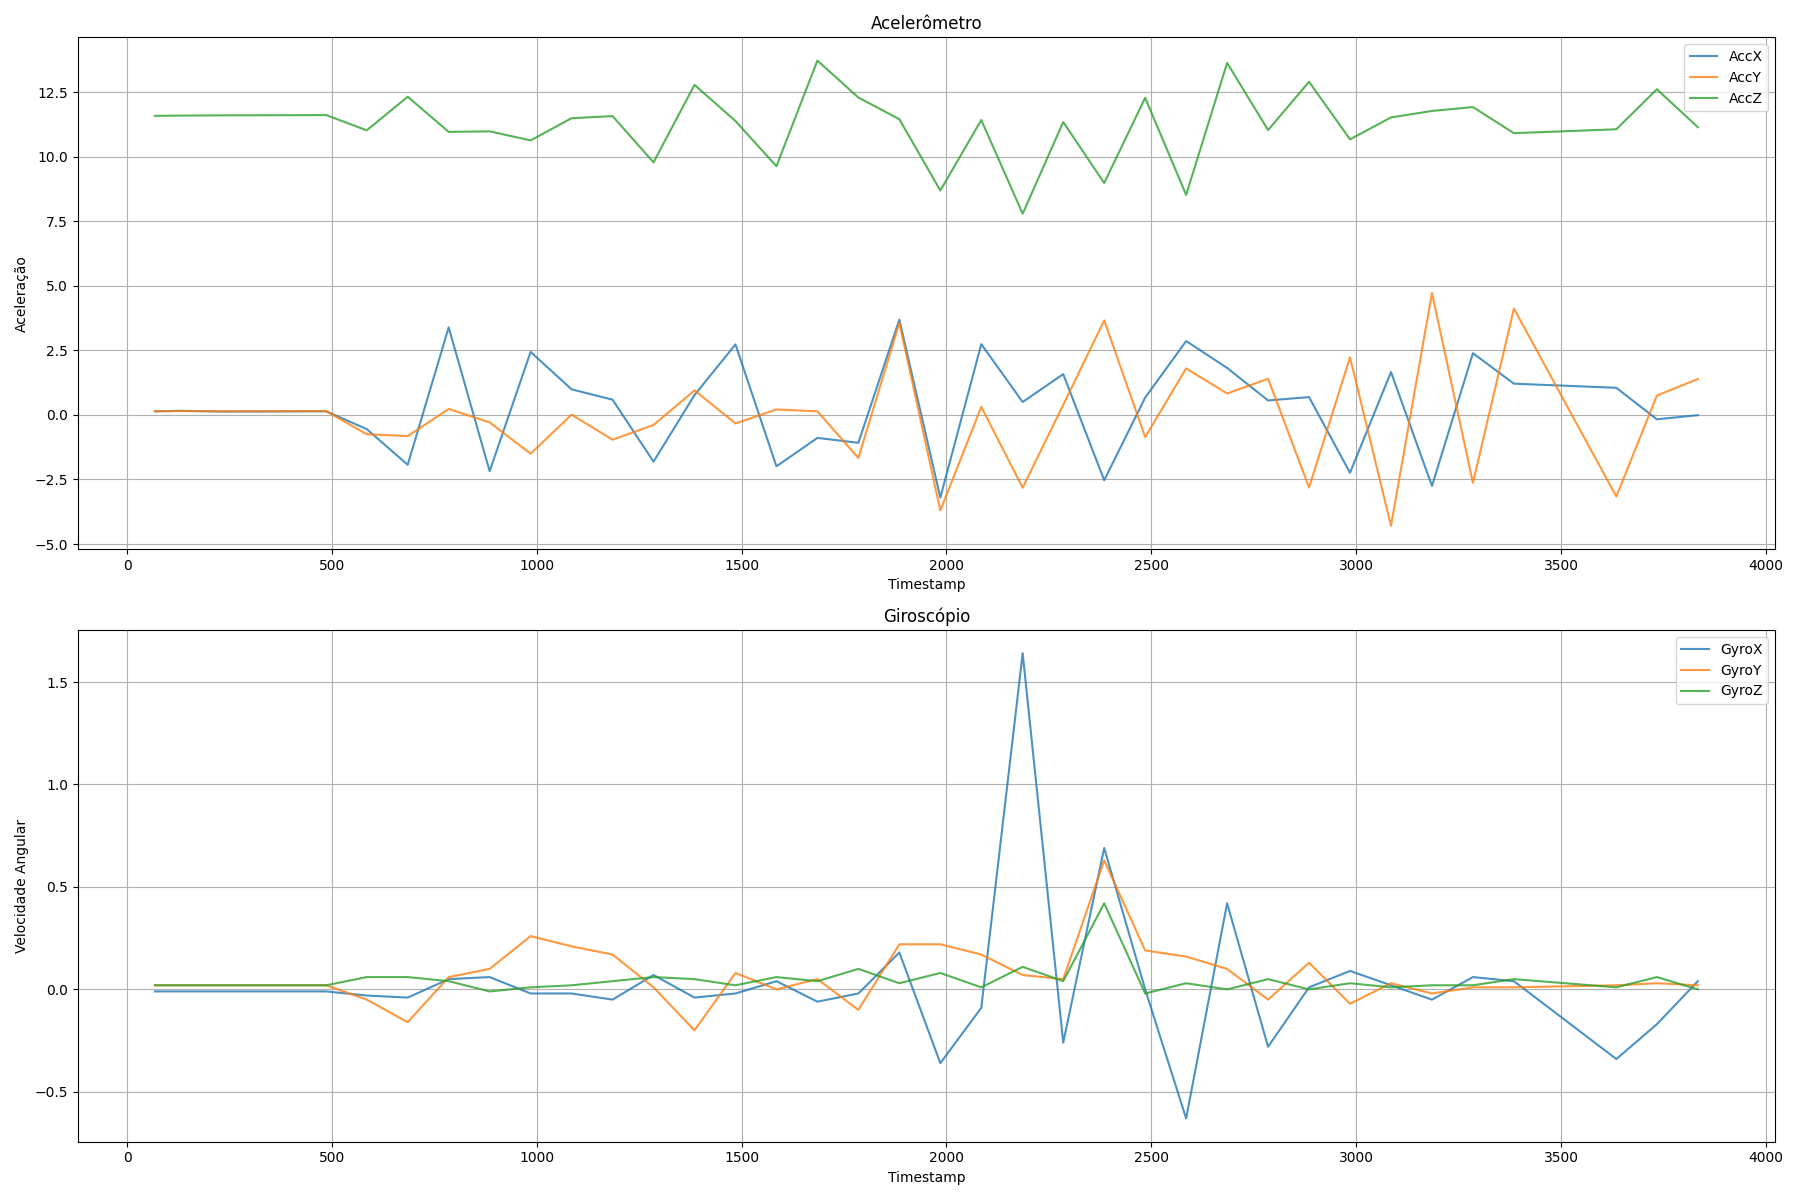 Acelerômetro
AccX
AccY
AccZ
12.5
10.0
7.5
5.0
2.5
0.0
−2.5
−5.0
Aceleração
0 500 1000 1500 2000 2500 3000 3500 4000
Timestamp
Giroscópio
GyroX
GyroY
GyroZ
1.5
1.0
0.5
0.0
−0.5
Velocidade Angular
0 500 1000 1500 2000 2500 3000 3500 4000
Timestamp